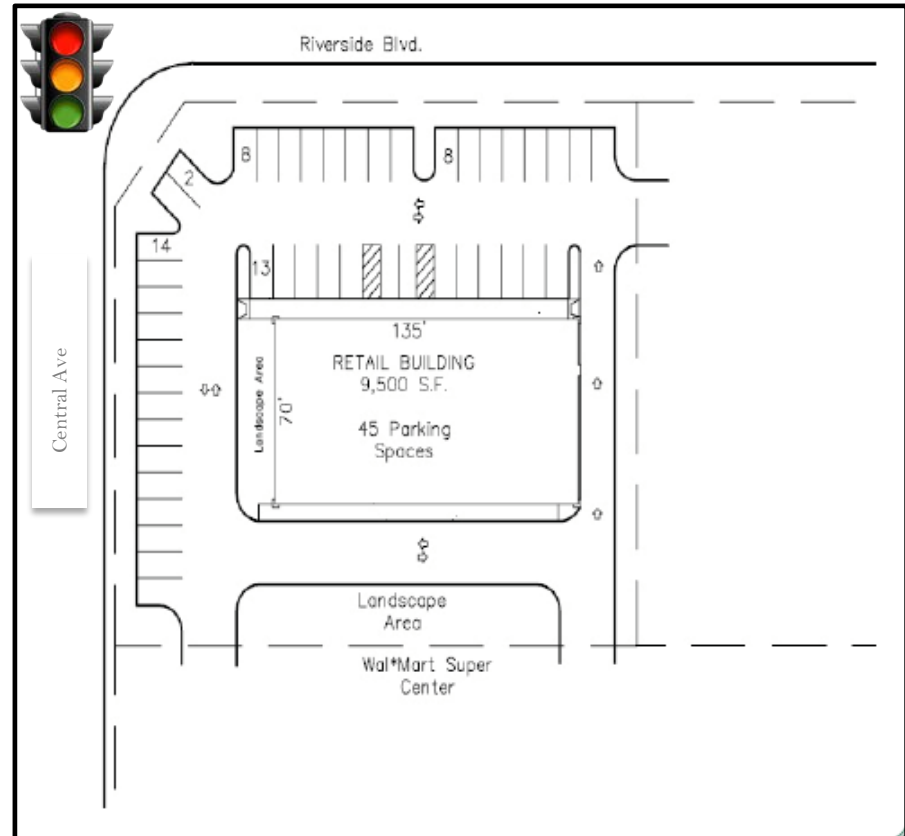 Riverside Blvd.
8
8
2
14
13
135'
RETAIL BUILDING
9,500 S.F.
Landscape Area
70'
45 Parking
Spaces
Central Ave
Landscape
Area
Wal*Mart Super
Center